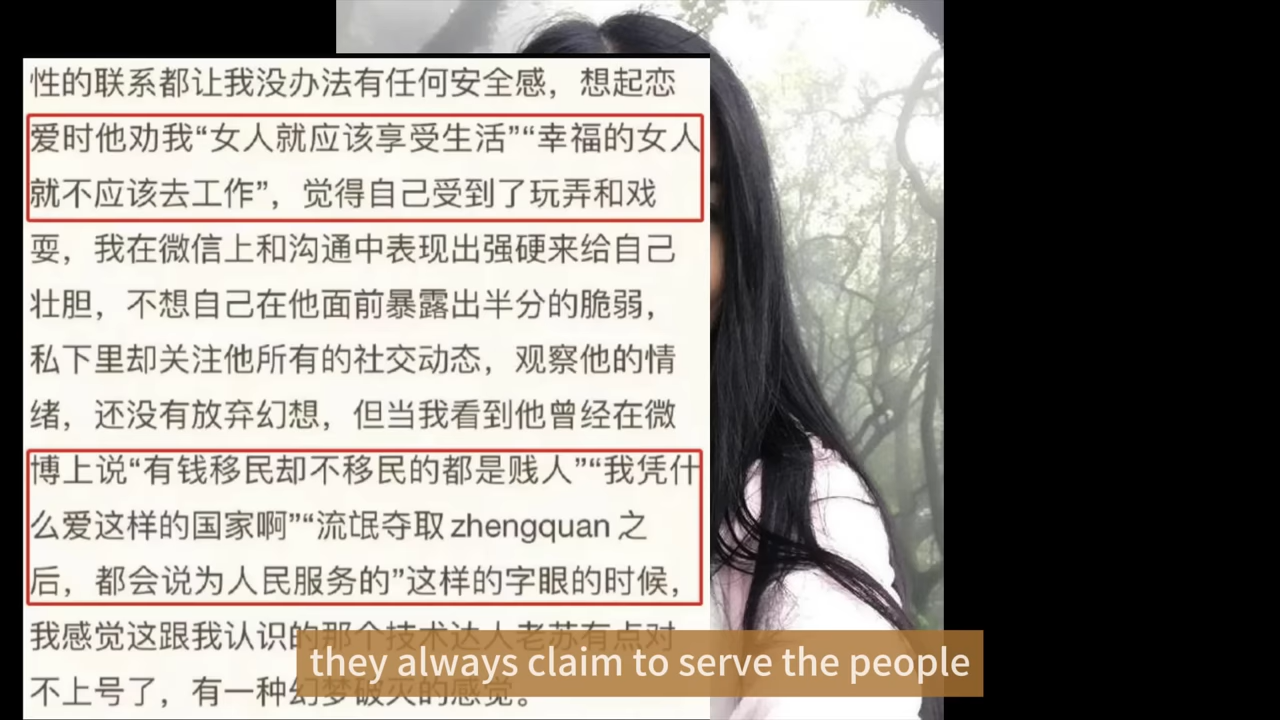 性的联系都让我没办法有任何安全感，想起恋
爱时他劝我“女人就应该享受生活”“幸福的女人
就不应该去工作”，觉得自己受到了玩弄和戏
耍，我在微信上和沟通中表现出强硬来给自己
壮胆，不想自己在他面前暴露出半分的脆弱，
私下里却关注他所有的社交动态，观察他的情
绪，还没有放弃幻想，但当我看到他曾经在微
博上说“有钱移民却不移民的都是贱人”“我凭什
么爱这样的国家啊”“流氓夺取zhengquan之
后，都会说为人民服务的”这样的字眼的时候，
我感觉这跟我认识的那个技术达人老苏有点对
不上号了，有一种幻梦破灭的感觉。
they always claim to serve the people